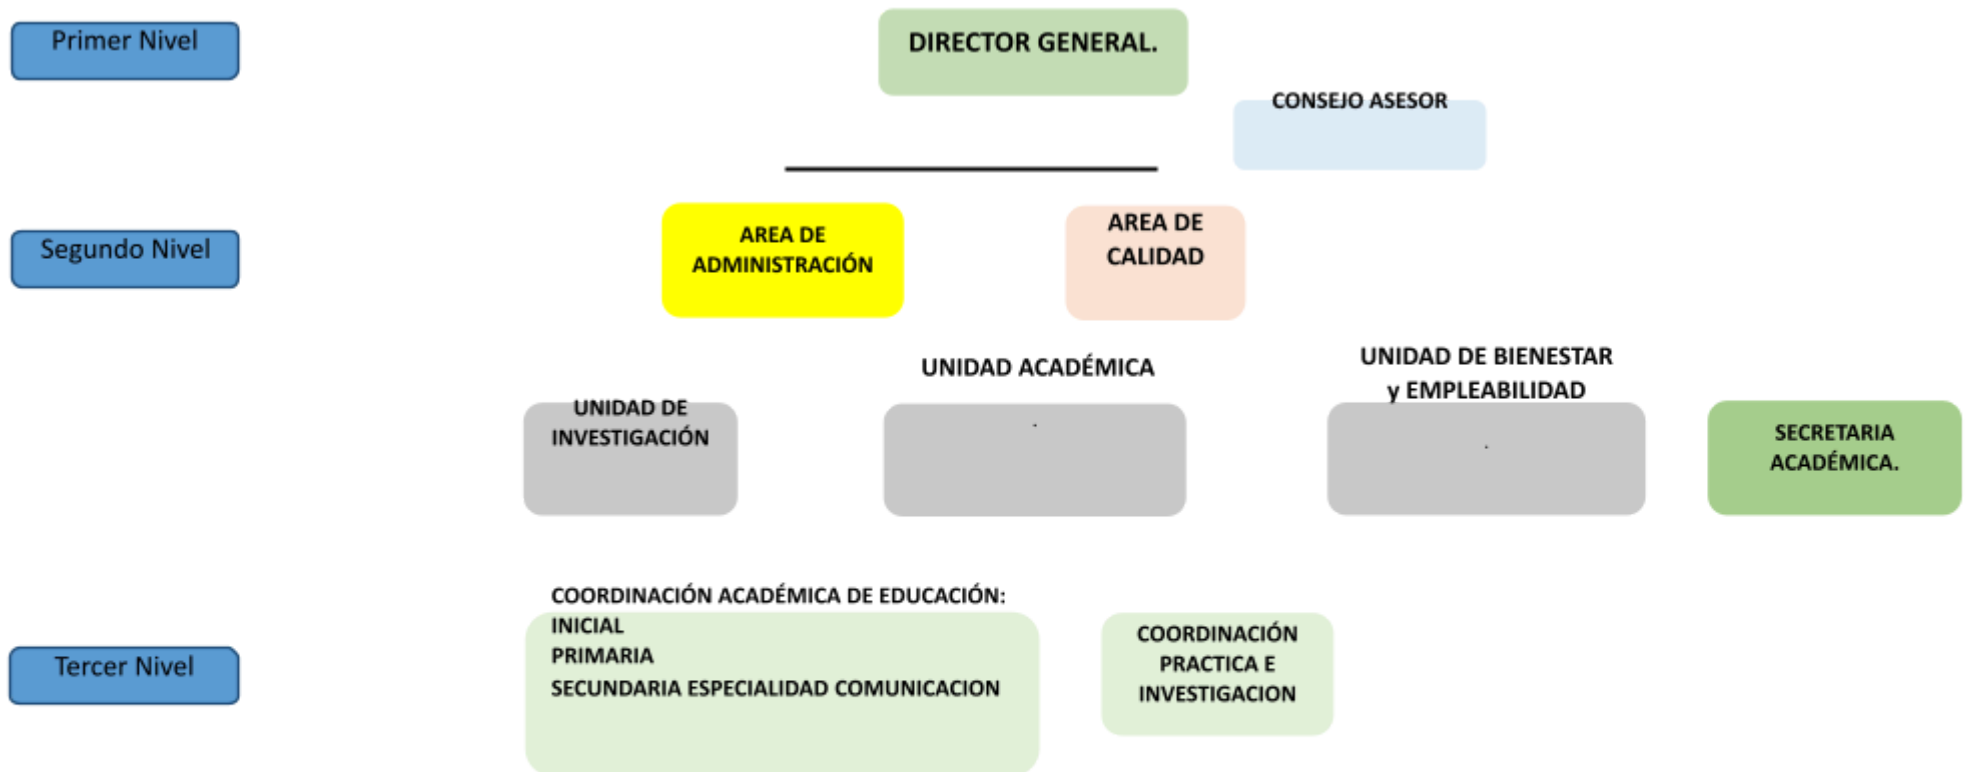 Primer Nivel
DIRECTOR GENERAL.
CONSEJO ASESOR
Segundo Nivel
AREA DE
ADMINISTRACIÓN
AREA DE
CALIDAD
UNIDAD DE
INVESTIGACIÓN
UNIDAD ACADÉMICA
.
UNIDAD DE BIENESTAR
y EMPLEABILIDAD
.
SECRETARIA
ACADÉMICA.
Tercer Nivel
COORDINACIÓN ACADÉMICA DE EDUCACIÓN:
INICIAL
PRIMARIA
SECUNDARIA ESPECIALIDAD COMUNICACION
COORDINACIÓN
PRACTICA E
INVESTIGACION